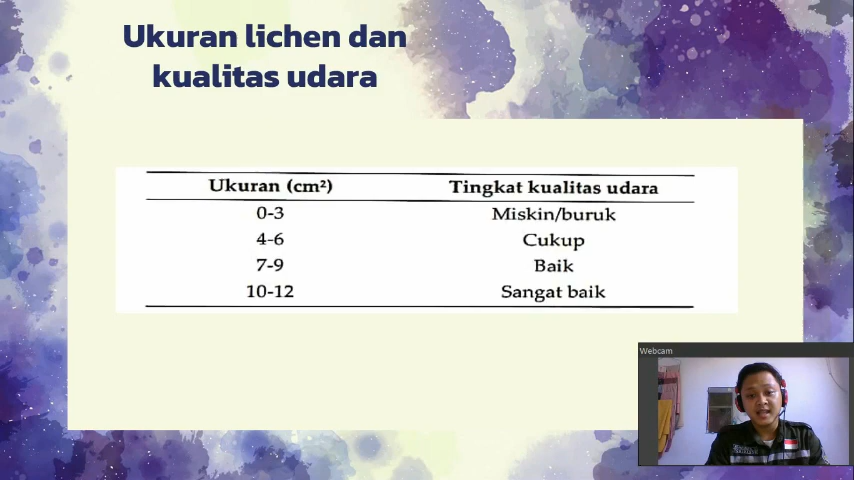 Ukuran lichen dan
kualitas udara
Ukuran (cm²) Tingkat kualitas udara
0-3 Miskin/buruk
4-6 Cukup
7-9 Baik
10-12 Sangat baik
Webcam